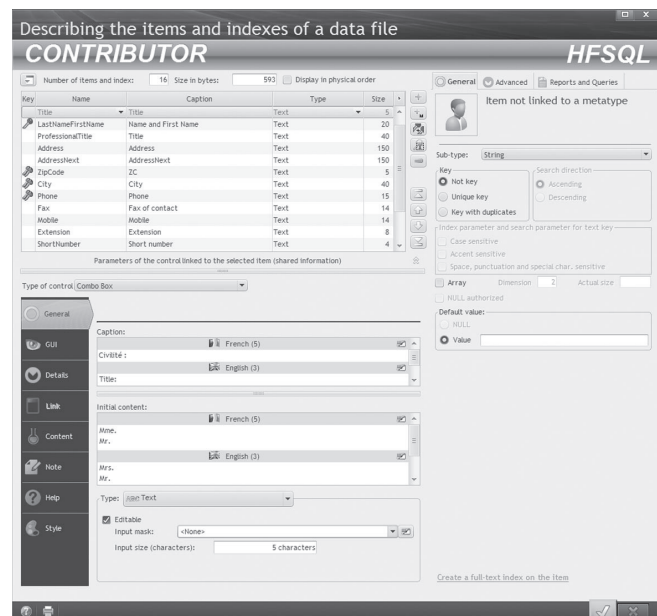 Describing the items and indexes of a data file
CONTRIBUTOR HFSQL
Number of items and index: 16 Size in bytes: 593 Display in physical order
Key Name Caption Type Size
Title Title Text 5
LastNameFirstName Name and First Name Text 20
ProfessionalTitle Title Text 40
Address Address Text 150
AddressNext AddressNext Text 150
ZipCode ZC Text 5
City City Text 40
Phone Phone Text 15
Fax Fax of contact Text 14
Mobile Mobile Text 14
Extension Extension Text 8
ShortNumber Short number Text 4
Parameters of the control linked to the selected item (shared information)
Type of control Combo Box
General
GUI
Details
Link
Content
Note
Help
Style
Caption:
French (5)
Civilité :
English (3)
Title:
Initial content:
French (5)
Mme.
Mr.
English (3)
Mrs.
Mr.
Type: ABC Text
Editable
Input mask: <None>
Input size (characters): 5 characters
General Advanced Reports and Queries
Item not linked to a metatype
Sub-type: String
Key
Not key
Unique key
Key with duplicates
Search direction
Ascending
Descending
Index parameter and search parameter for text key
Case sensitive
Accent sensitive
Space, punctuation and special char. sensitive
Array Dimension 2 Actual size
NULL authorized
Default value:
NULL
Value
Create a full-text index on the item